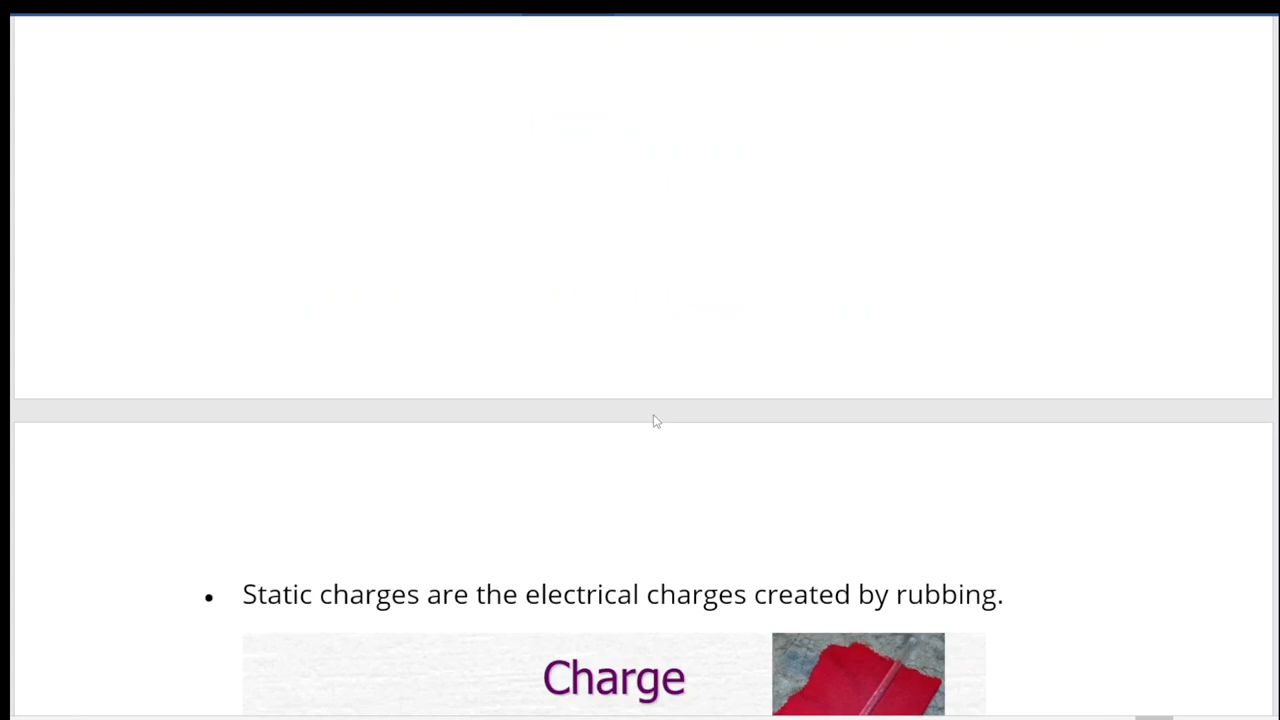 • Static charges are the electrical charges created by rubbing.
Charge